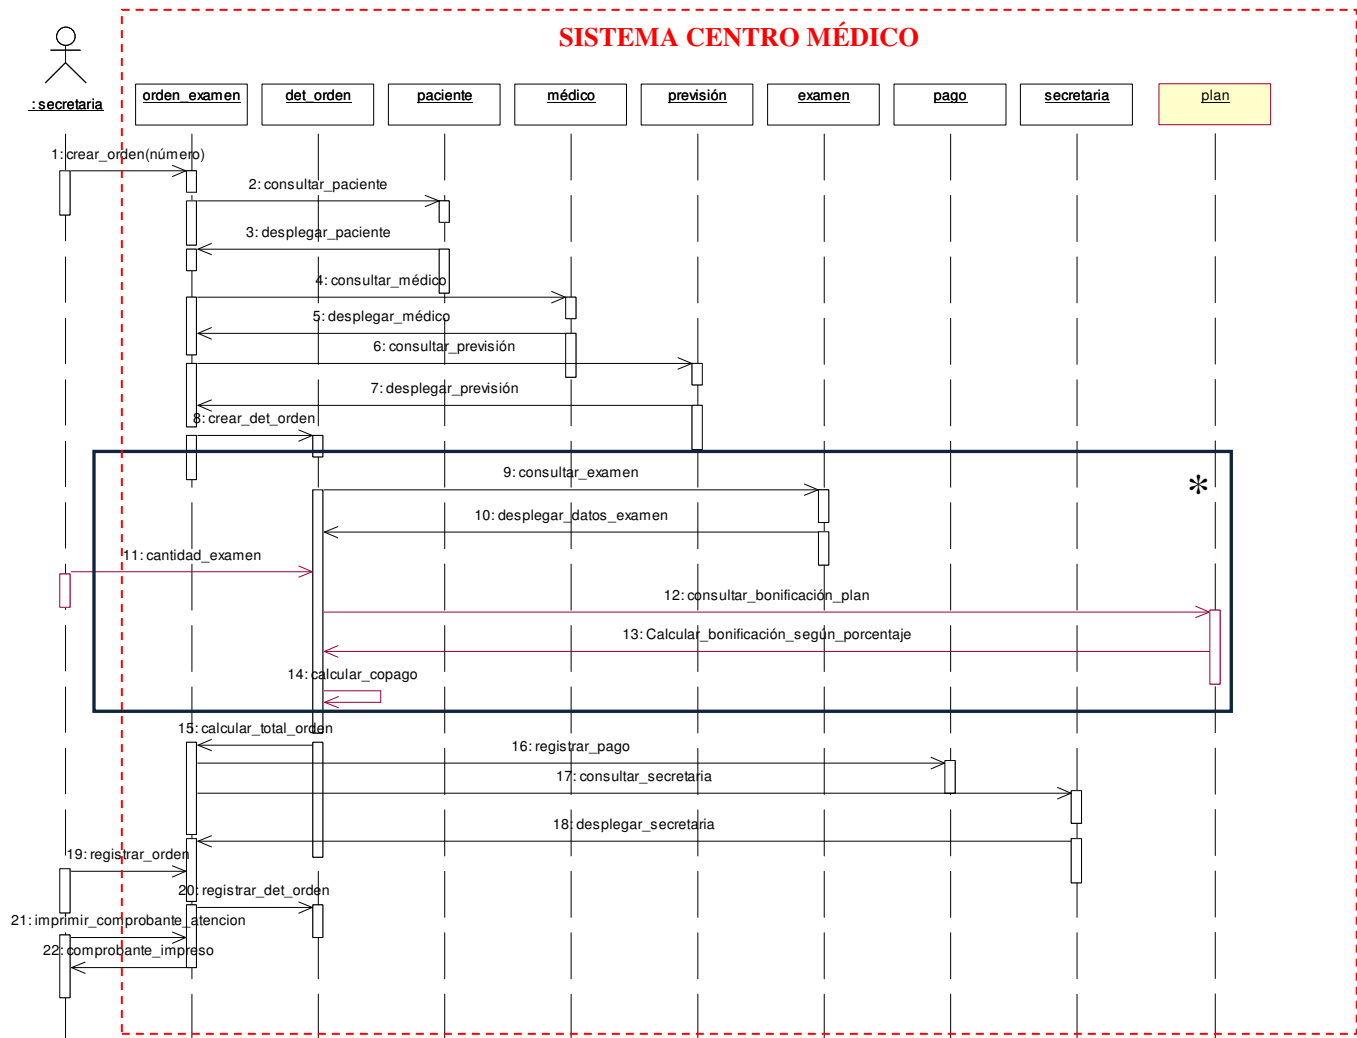 SISTEMA CENTRO MÉDICO
: secretaria
orden_examen
det_orden
paciente
médico
previsión
examen
pago
secretaria
plan
1: crear_orden(número)
2: consultar_paciente
3: desplegar_paciente
4: consultar_médico
5: desplegar_médico
6: consultar_previsión
7: desplegar_previsión
8: crear_det_orden
9: consultar_examen
*
10: desplegar_datos_examen
11: cantidad_examen
12: consultar_bonificación_plan
13: Calcular_bonificación_según_porcentaje
14: calcular_copago
15: calcular_total_orden
16: registrar_pago
17: consultar_secretaria
18: desplegar_secretaria
19: registrar_orden
20: registrar_det_orden
21: imprimir_comprobante_atencion
22: comprobante_impreso